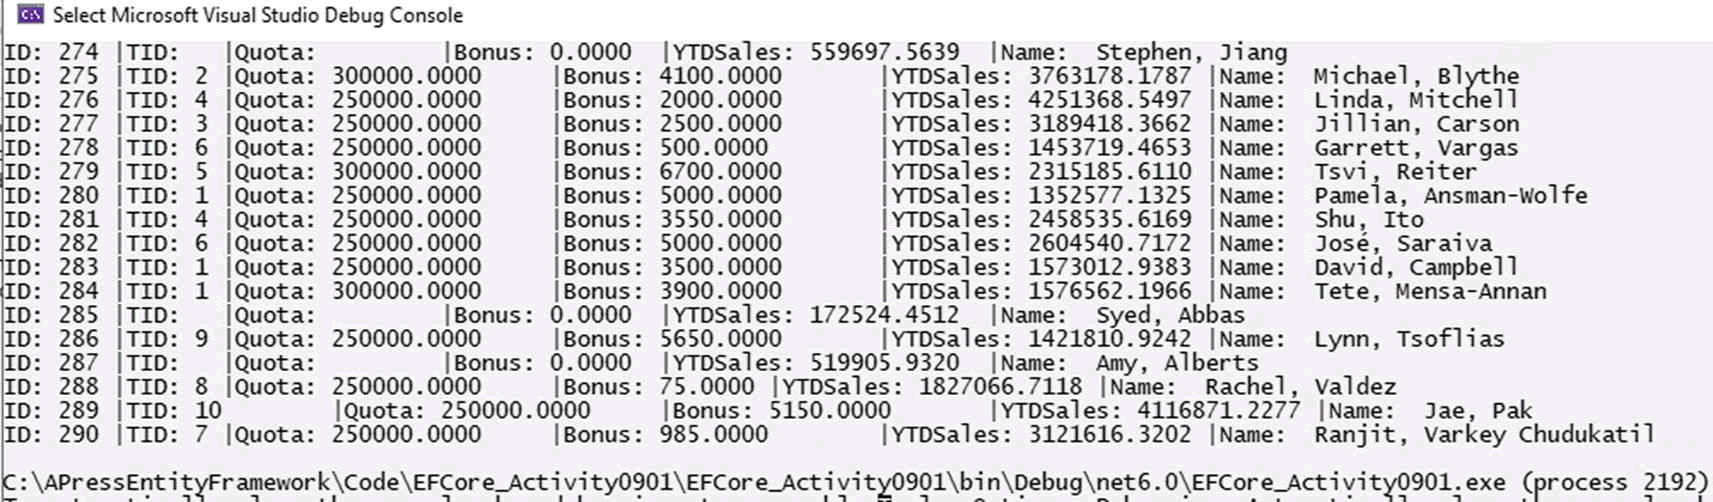 Select Microsoft Visual Studio Debug Console
ID: 274 |TID: |Quota: |Bonus: 0.0000 |YTDSales: 559697.5639 |Name: Stephen, Jiang
ID: 275 |TID: 2 |Quota: 300000.0000 |Bonus: 4100.0000 |YTDSales: 3763178.1787 |Name: Michael, Blythe
ID: 276 |TID: 4 |Quota: 250000.0000 |Bonus: 2000.0000 |YTDSales: 4251368.5497 |Name: Linda, Mitchell
ID: 277 |TID: 3 |Quota: 250000.0000 |Bonus: 2500.0000 |YTDSales: 3189418.3662 |Name: Jillian, Carson
ID: 278 |TID: 6 |Quota: 250000.0000 |Bonus: 500.0000 |YTDSales: 1453719.4653 |Name: Garrett, Vargas
ID: 279 |TID: 5 |Quota: 300000.0000 |Bonus: 6700.0000 |YTDSales: 2315185.6110 |Name: Tsvi, Reiter
ID: 280 |TID: 1 |Quota: 250000.0000 |Bonus: 5000.0000 |YTDSales: 1352577.1325 |Name: Pamela, Ansman-Wolfe
ID: 281 |TID: 4 |Quota: 250000.0000 |Bonus: 3550.0000 |YTDSales: 2458535.6169 |Name: Shu, Ito
ID: 282 |TID: 6 |Quota: 250000.0000 |Bonus: 5000.0000 |YTDSales: 2604540.7172 |Name: José, Saraiva
ID: 283 |TID: 1 |Quota: 250000.0000 |Bonus: 3500.0000 |YTDSales: 1573012.9383 |Name: David, Campbell
ID: 284 |TID: 1 |Quota: 300000.0000 |Bonus: 3900.0000 |YTDSales: 1576562.1966 |Name: Tete, Mensa-Annan
ID: 285 |TID: |Quota: |Bonus: 0.0000 |YTDSales: 172524.4512 |Name: Syed, Abbas
ID: 286 |TID: 9 |Quota: 250000.0000 |Bonus: 5650.0000 |YTDSales: 1421810.9242 |Name: Lynn, Tsoflias
ID: 287 |TID: |Quota: |Bonus: 0.0000 |YTDSales: 519905.9320 |Name: Amy, Alberts
ID: 288 |TID: 8 |Quota: 250000.0000 |Bonus: 75.0000 |YTDSales: 1827066.7118 |Name: Rachel, Valdez
ID: 289 |TID: 10 |Quota: 250000.0000 |Bonus: 5150.0000 |YTDSales: 4116871.2277 |Name: Jae, Pak
ID: 290 |TID: 7 |Quota: 250000.0000 |Bonus: 985.0000 |YTDSales: 3121616.3202 |Name: Ranjit, Varkey Chudukatil
C:\APressEntityFramework\Code\EFCore_Activity0901\EFCore_Activity0901\bin\Debug\net6.0\EFCore_Activity0901.exe (process 2192)